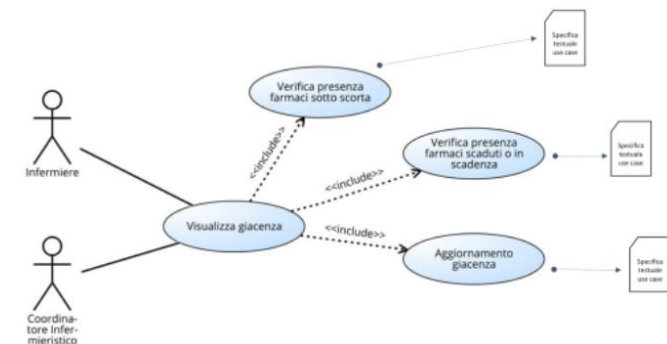 Specifica
testuale
use case
Verifica presenza
farmaci sotto scorta
<<include>>
Infermiere
Verifica presenza
farmaci scaduti o in
scadenza
Specifica
testuale
use case
<<include>>
Visualizza giacenza
<<include>>
Aggiornamento
giacenza
Specifica
testuale
use case
Coordina-
tore Infer-
mieristico